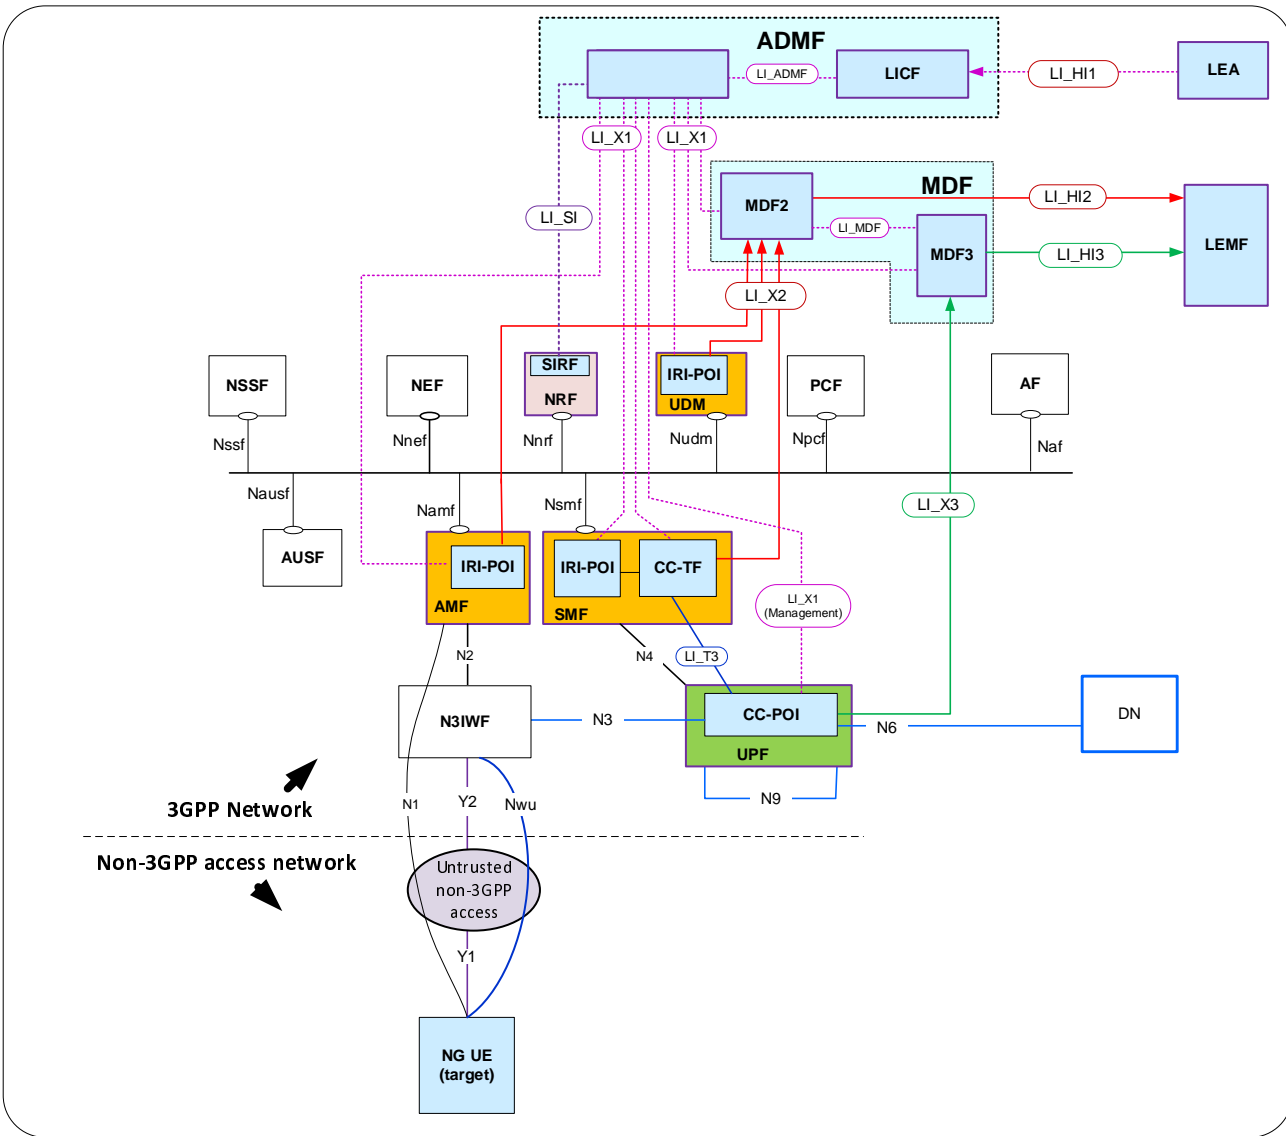 ADMF
LICF
LI_ADMF
LI_HI1
LEA
LI_X1
LI_X1
MDF
MDF2
LI_HI2
LI_SI
LI_MDF
MDF3
LI_HI3
LEMF
LI_X2
SIRF
NRF
IRI-POI
UDM
NSSF
NEF
PCF
AF
Nssf
Nnef
Nnrf
Nudm
Npcf
Naf
Nausf
Namf
Nsmf
LI_X3
AUSF
IRI-POI
AMF
IRI-POI
CC-TF
SMF
LI_X1
(Management)
N2
N4
LI_T3
N3IWF
N3
CC-POI
UPF
N6
DN
N9
3GPP Network
N1
Y2
Nwu
Non-3GPP access network
Untrusted
non-3GPP
access
Y1
NG UE
(target)